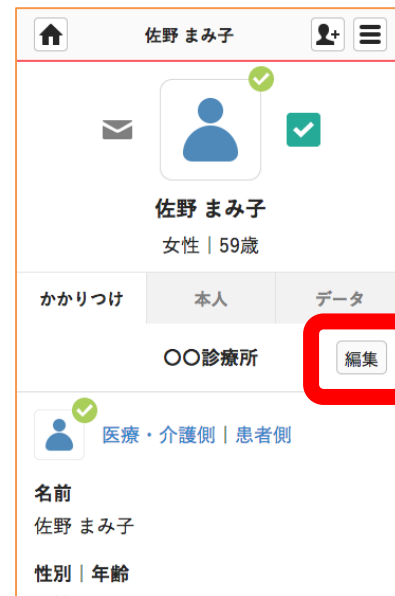 佐野 まみ子
佐野 まみ子
女性｜59歳
かかりつけ 本人 データ
〇〇診療所 編集
医療・介護側｜患者側
名前
佐野 まみ子
性別｜年齢